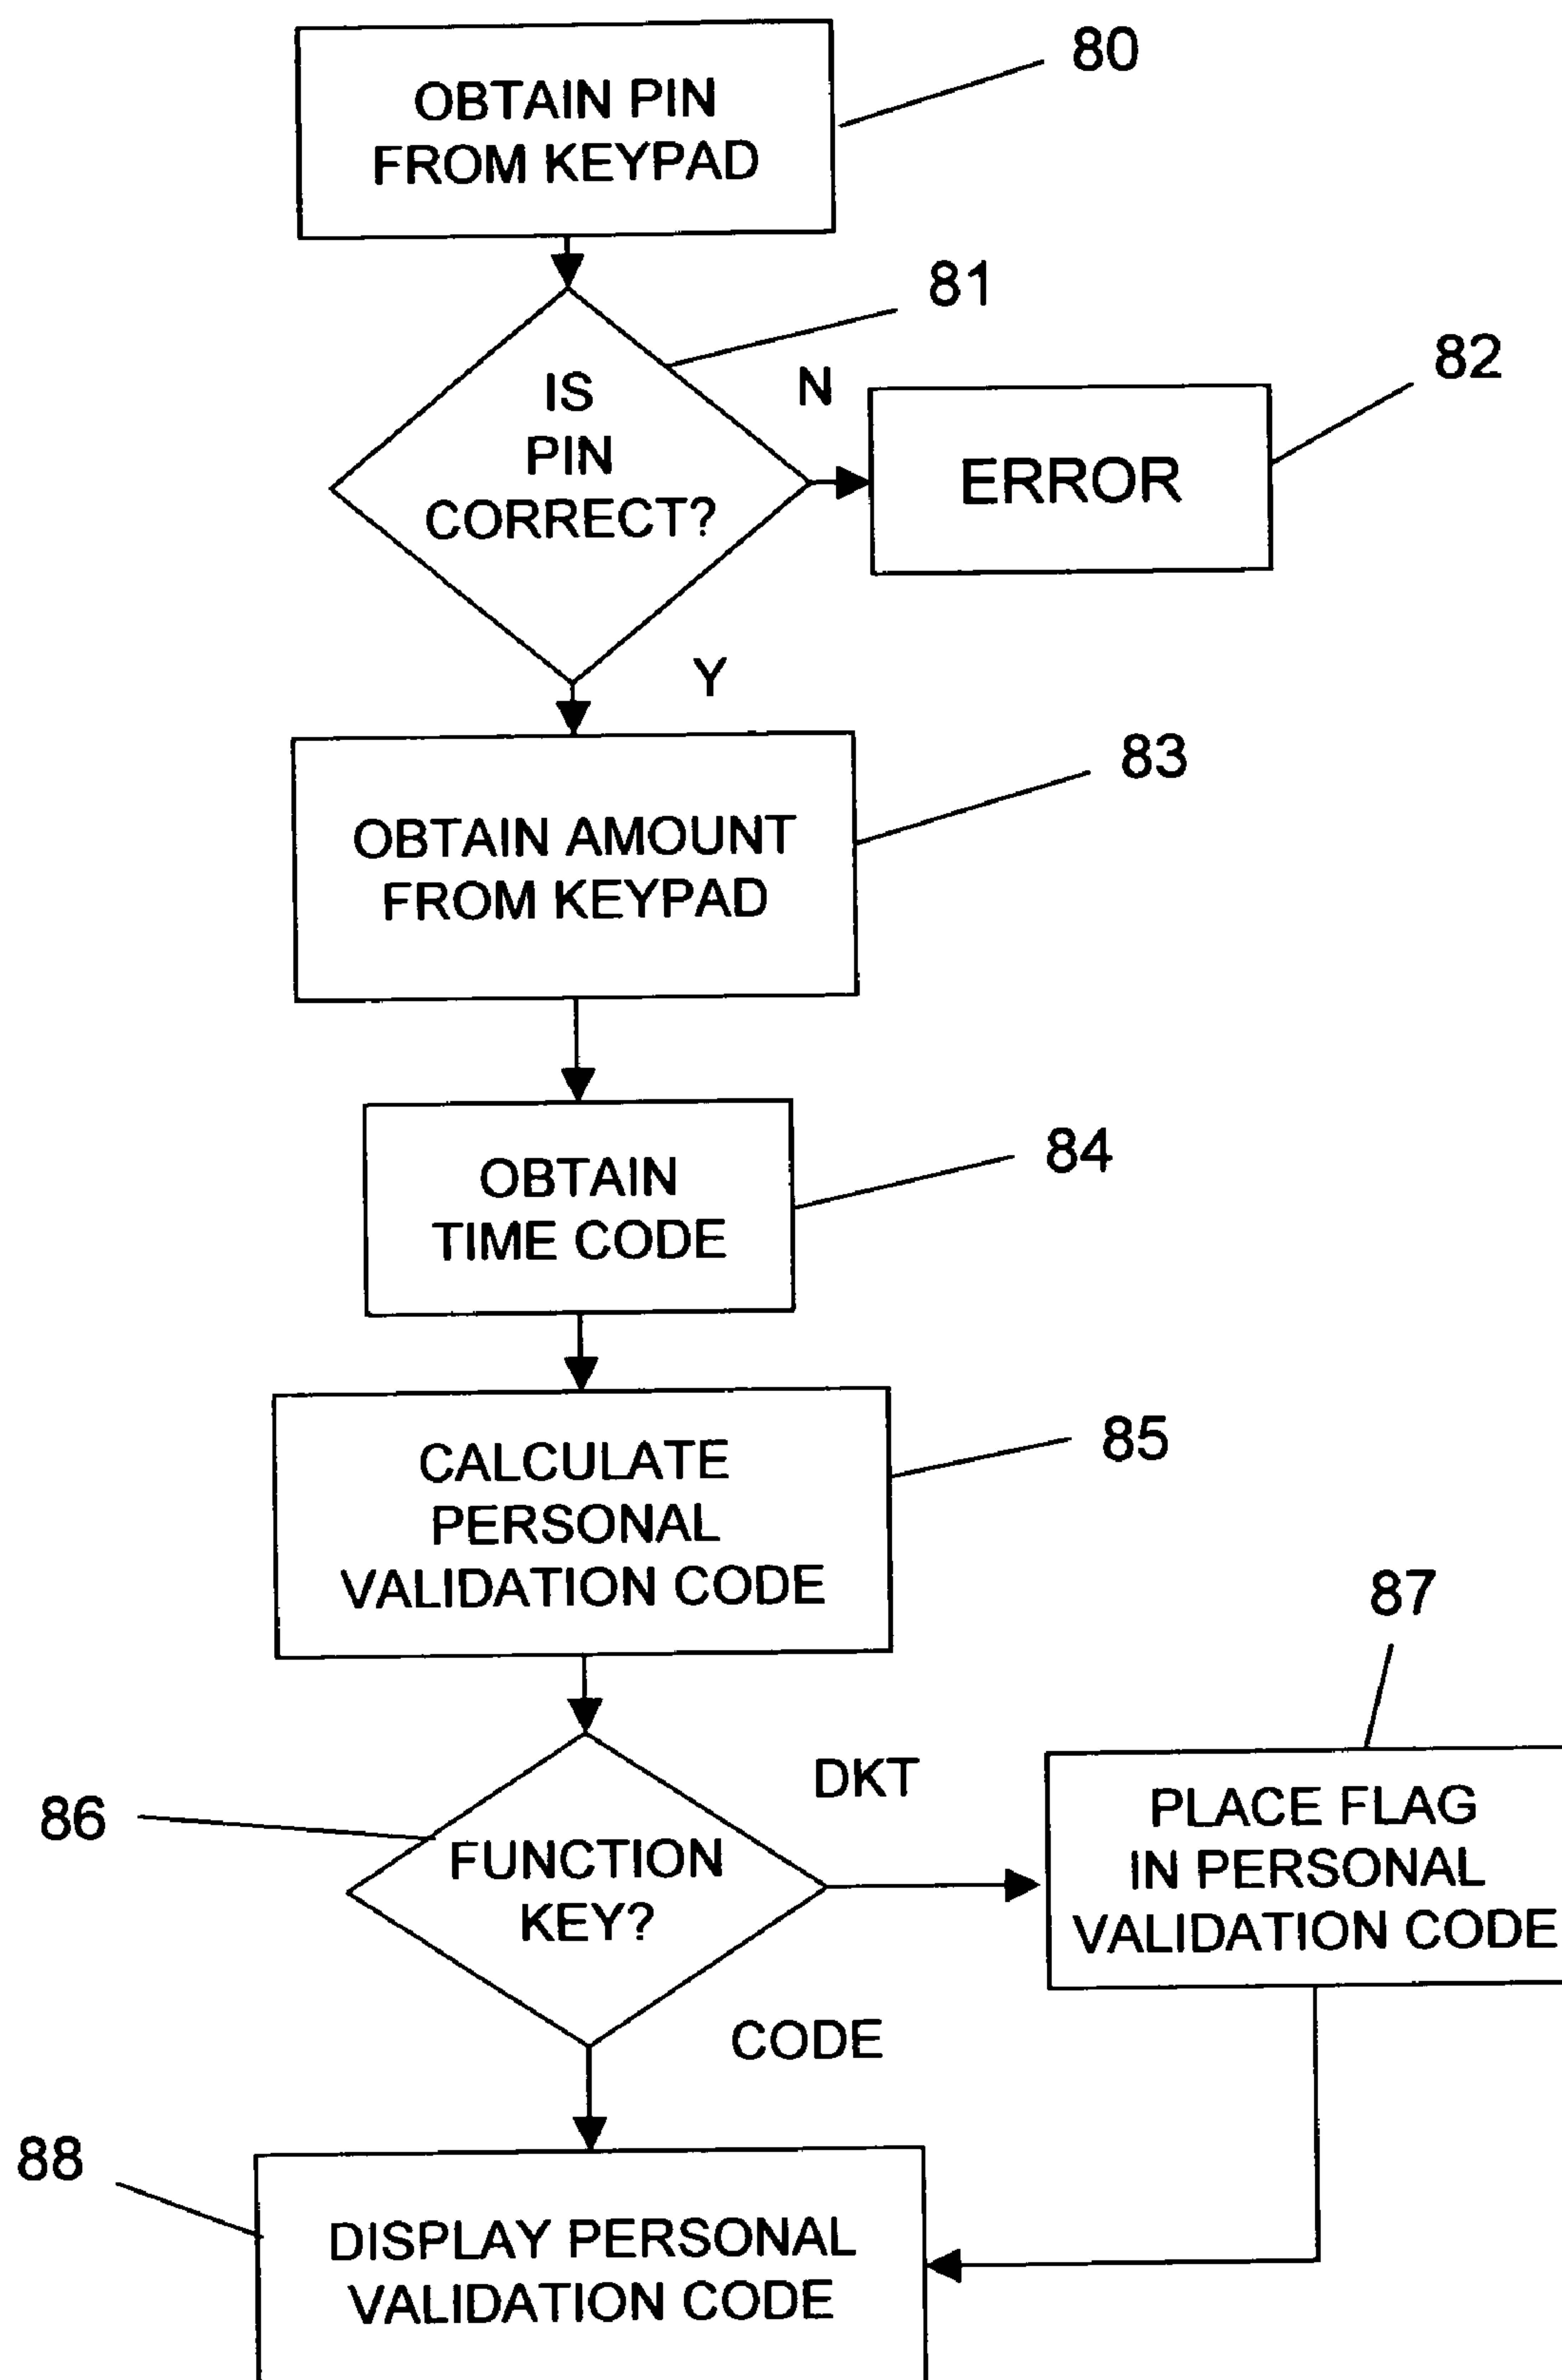 OBTAIN PIN
FROM KEYPAD
80
81
IS
PIN
CORRECT?
N
82
ERROR
Y
83
OBTAIN AMOUNT
FROM KEYPAD
84
OBTAIN
TIME CODE
85
CALCULATE
PERSONAL
VALIDATION CODE
86
FUNCTION
KEY?
DKT
87
PLACE FLAG
IN PERSONAL
VALIDATION CODE
CODE
88
DISPLAY PERSONAL
VALIDATION CODE